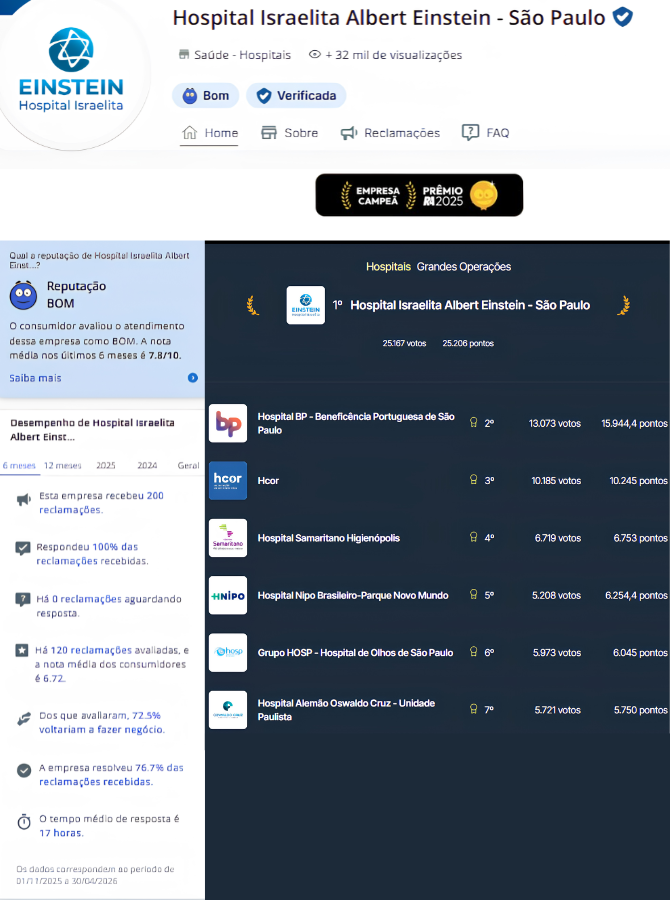 Hospital Israelita Albert Einstein - São Paulo
EINSTEIN
Hospital Israelita
Saúde - Hospitais + 32 mil de visualizações
Bom Verificada
Home Sobre Reclamações FAQ
EMPRESA CAMPEÃ PRÊMIO RA 2025
Qual a reputação de Hospital Israelita Albert
Einst...?
Reputação
BOM
O consumidor avaliou o atendimento
dessa empresa como BOM. A nota
média nos últimos 6 meses é 7.8/10.
Saiba mais
Desempenho de Hospital Israelita
Albert Einst...
6 meses 12 meses 2025 2024 Geral
Esta empresa recebeu 200
reclamações.
Respondeu 100% das
reclamações recebidas.
Há 0 reclamações aguardando
resposta.
Há 120 reclamações avaliadas, e
a nota média dos consumidores
é 6.72.
Dos que avaliaram, 72.5%
voltariam a fazer negócio.
A empresa resolveu 76.7% das
reclamações recebidas.
O tempo médio de resposta é
17 horas.
Os dados correspondem ao período de
01/11/2025 a 30/04/2026
Hospitais Grandes Operações
EINSTEIN
1º Hospital Israelita Albert Einstein - São Paulo
25.167 votos 25.206 pontos
bp
Hospital BP - Beneficência Portuguesa de São
Paulo
2º 13.073 votos 15.944,4 pontos
hcor
Hcor 3º 10.185 votos 10.245 pontos
Samaritano
Hospital Samaritano Higienópolis 4º 6.719 votos 6.753 pontos
HNIPO
Hospital Nipo Brasileiro-Parque Novo Mundo 5º 5.208 votos 6.254,4 pontos
hosp
Grupo HOSP - Hospital de Olhos de São Paulo 6º 5.973 votos 6.045 pontos
Hospital Alemão Oswaldo Cruz - Unidade
Paulista
7º 5.721 votos 5.750 pontos